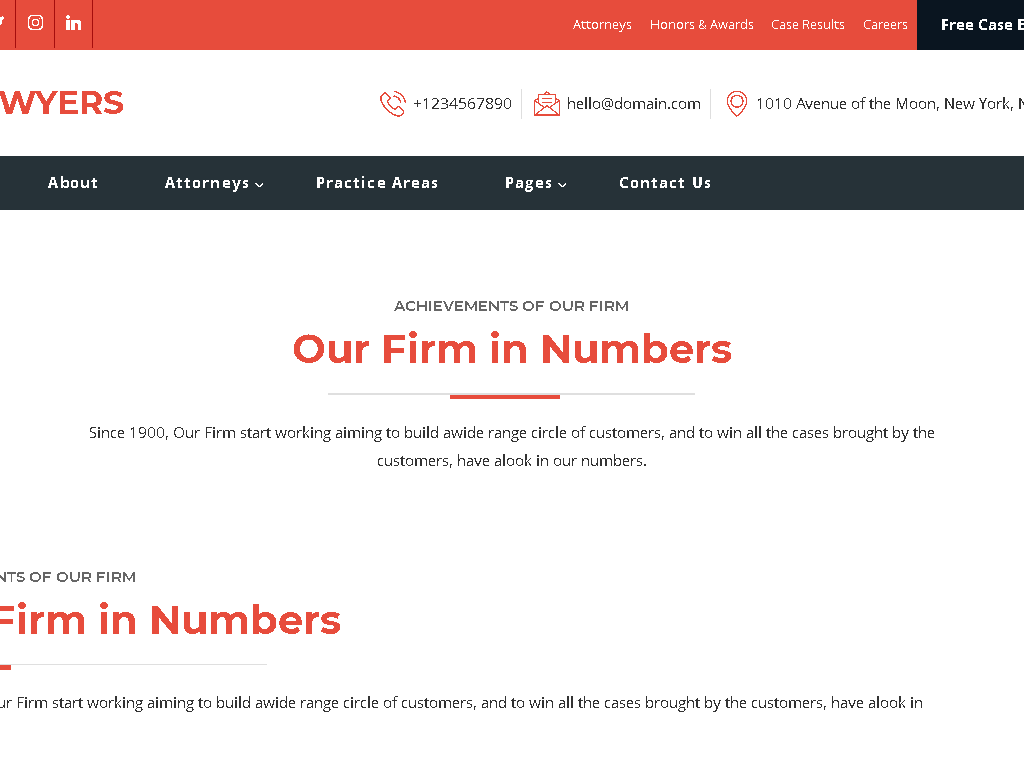 Attorneys Honors & Awards Case Results Careers Free Case
WYERS
+1234567890 hello@domain.com 1010 Avenue of the Moon, New York,
About Attorneys Practice Areas Pages Contact Us
ACHIEVEMENTS OF OUR FIRM
Our Firm in Numbers
Since 1900, Our Firm start working aiming to build awide range circle of customers, and to win all the cases brought by the
customers, have alook in our numbers.
NTS OF OUR FIRM
Firm in Numbers
ur Firm start working aiming to build awide range circle of customers, and to win all the cases brought by the customers, have alook in